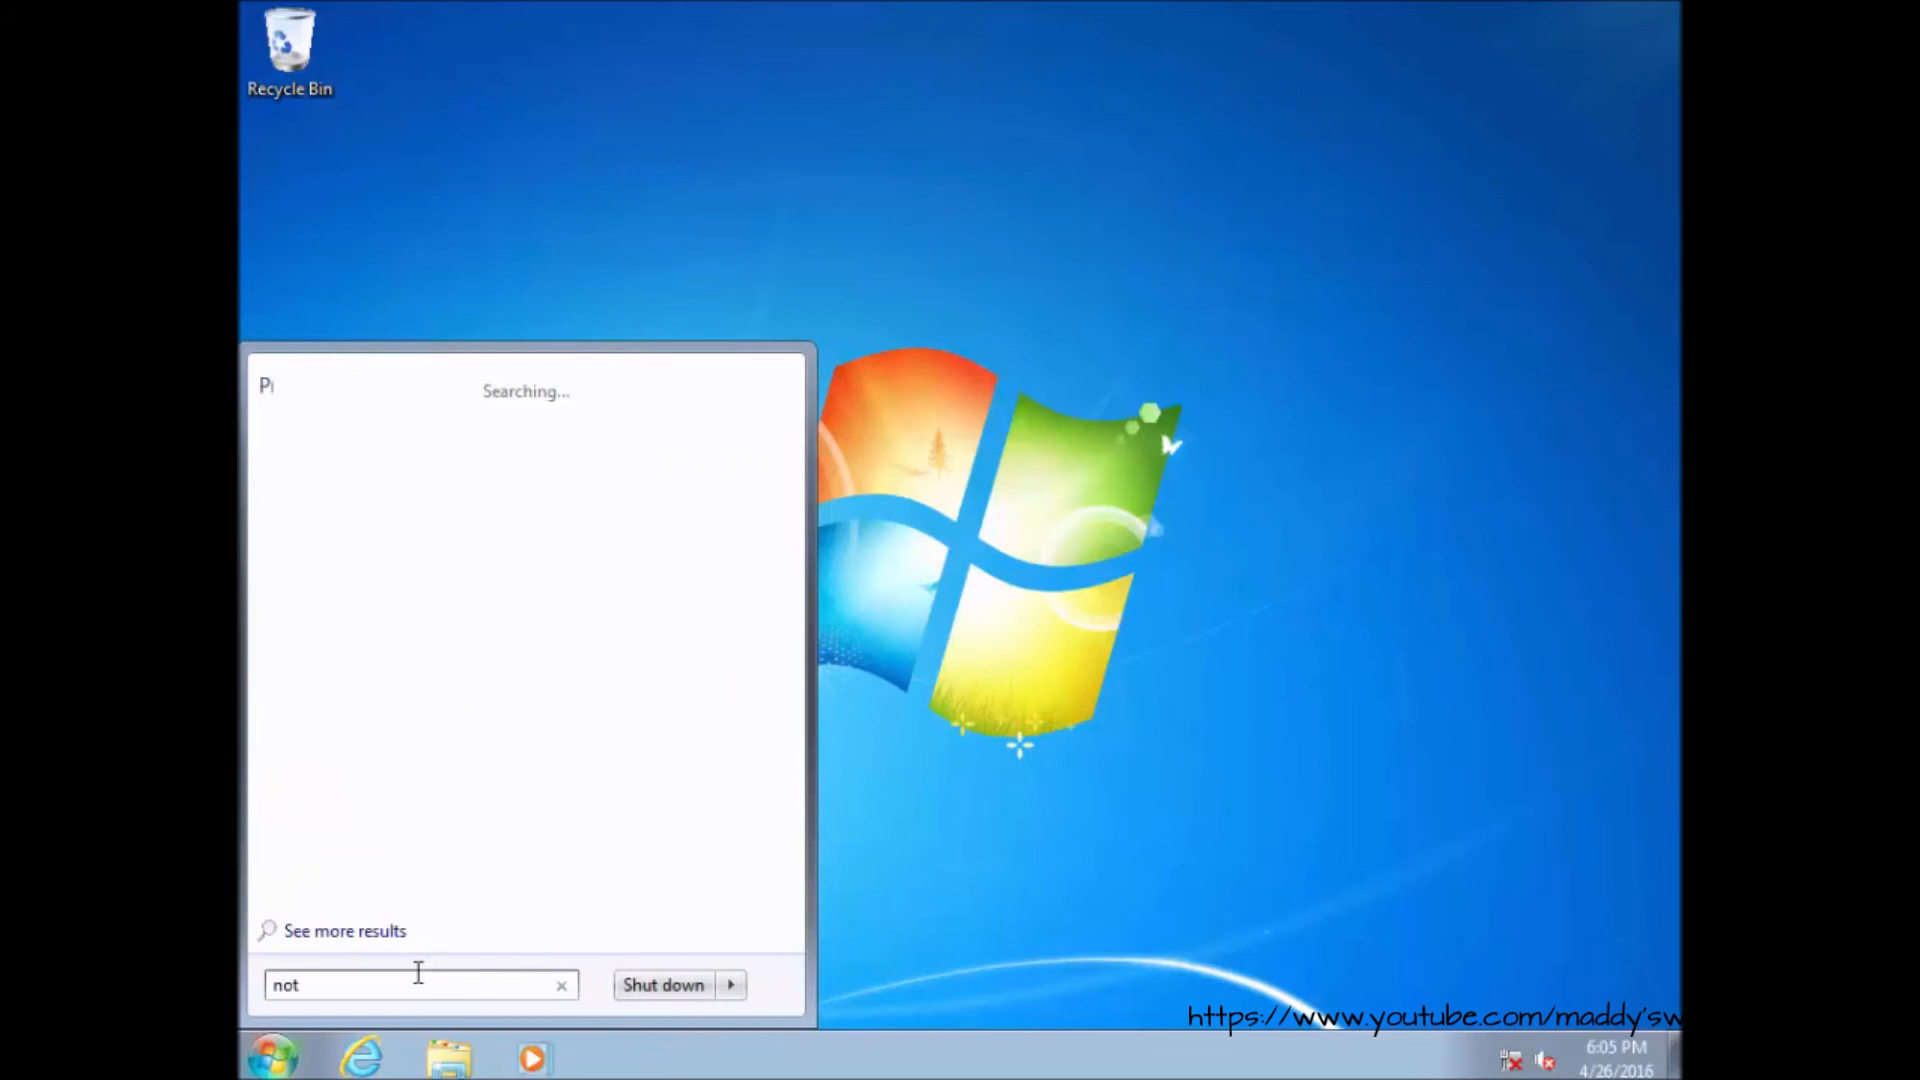 Recycle Bin
Searching...
See more results
not
Shut down
https://www.youtube.com/maddy'sw
6:05 PM
4/26/2016